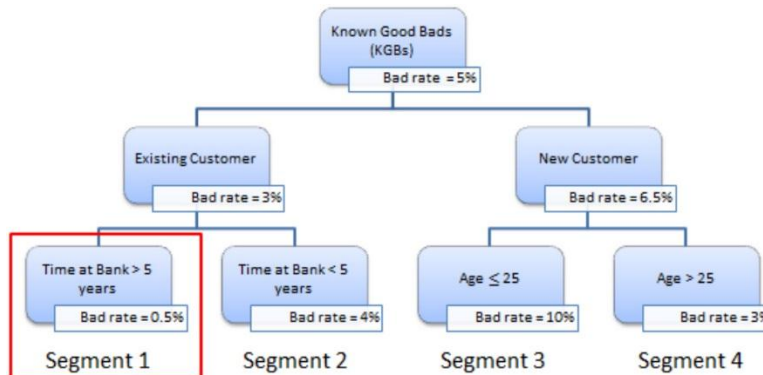 Known Good Bads
(KGBs)
Bad rate = 5%
Existing Customer
Bad rate = 3%
New Customer
Bad rate = 6.5%
Time at Bank > 5
years
Bad rate = 0.5%
Time at Bank < 5
years
Bad rate = 4%
Age ≤ 25
Bad rate = 10%
Age > 25
Bad rate = 3%
Segment 1
Segment 2
Segment 3
Segment 4